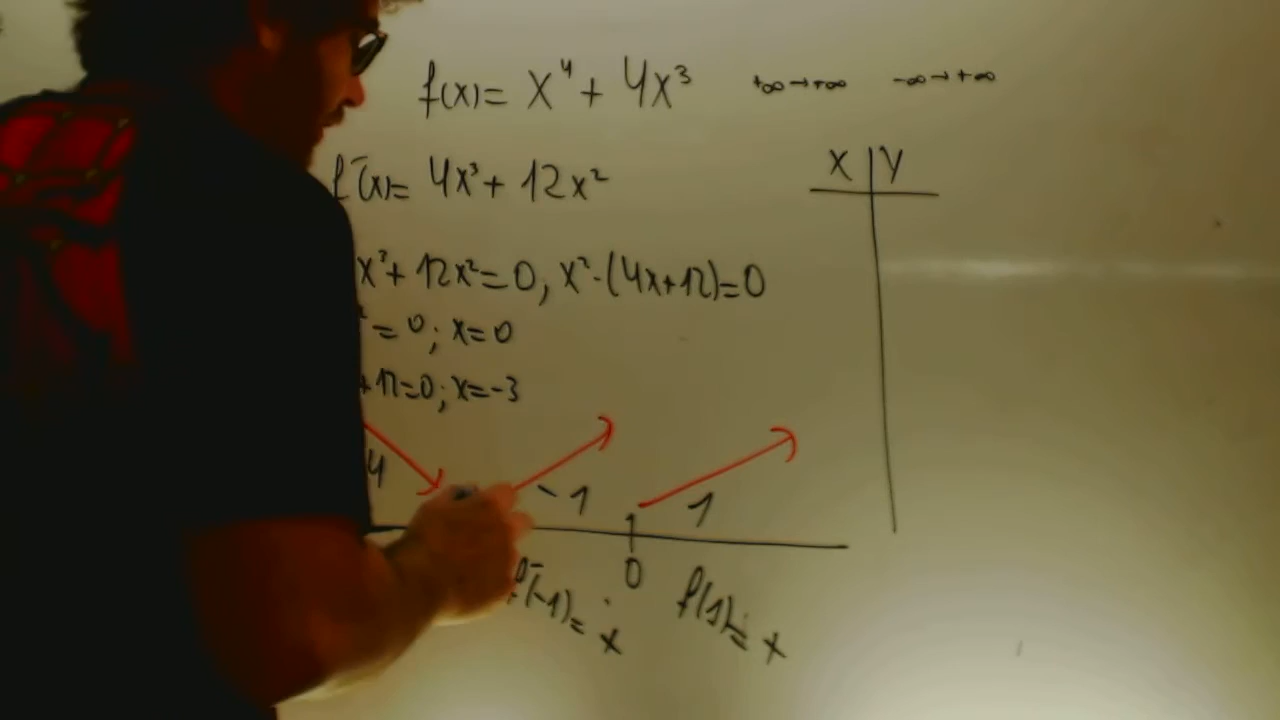 f(x)= x⁴ + 4x³ +∞→+∞ -∞→+∞
f'(x)= 4x³+ 12x²
x³+ 12x²=0, x²·(4x+12)=0
²=0; x=0
+12=0; x=-3
X | Y
4 -1 1
0
f'(-1)= + f'(1)= +